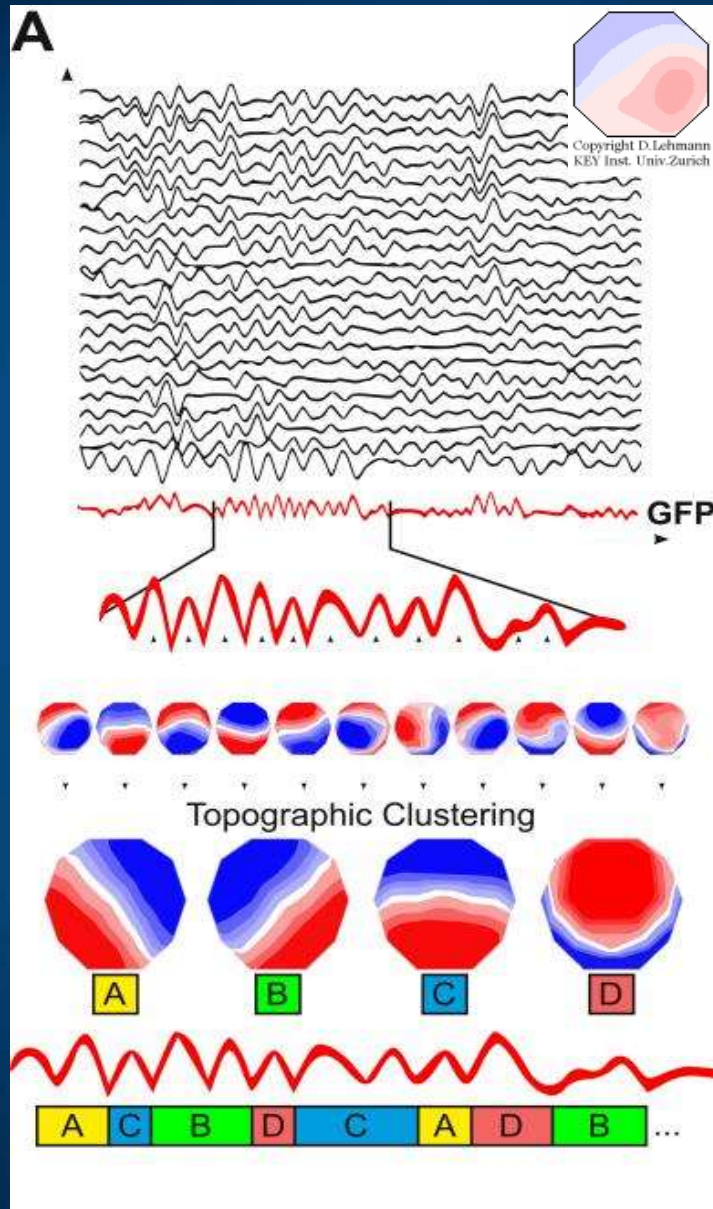 A
Copyright D.Lehmann
KEY Inst. Univ.Zurich
GFP
Topographic Clustering
A B C D
A C B D C A D B ...